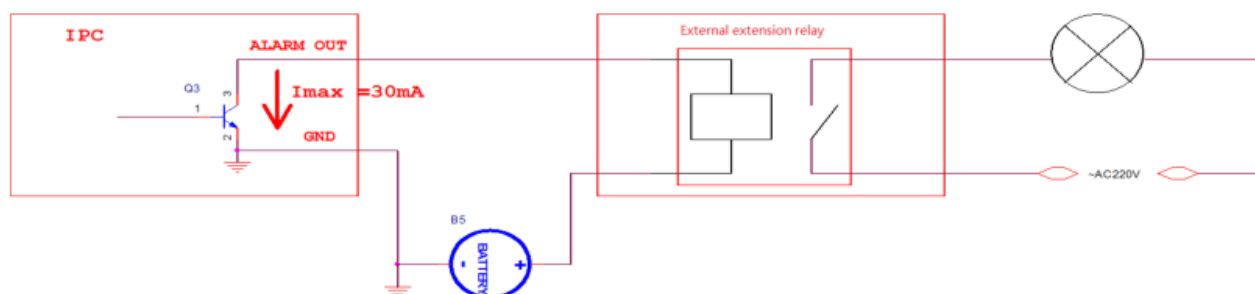 IPC
External extension relay
ALARM OUT
Q3
3
Imax =30mA
1
2
GND
~AC220V
B5
- BATTERY +